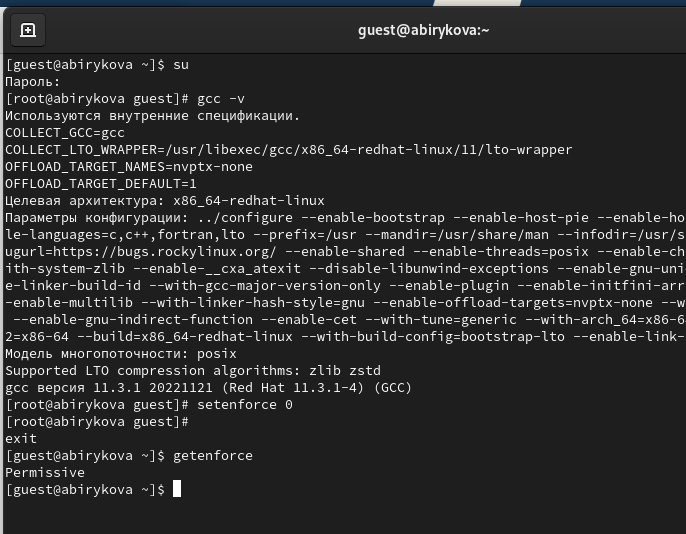 guest@abirykova:~
[guest@abirykova ~]$ su
Пароль:
[root@abirykova guest]# gcc -v
Используются внутренние спецификации.
COLLECT_GCC=gcc
COLLECT_LTO_WRAPPER=/usr/libexec/gcc/x86_64-redhat-linux/11/lto-wrapper
OFFLOAD_TARGET_NAMES=nvptx-none
OFFLOAD_TARGET_DEFAULT=1
Целевая архитектура: x86_64-redhat-linux
Параметры конфигурации: ../configure --enable-bootstrap --enable-host-pie --enable-ho
le-languages=c,c++,fortran,lto --prefix=/usr --mandir=/usr/share/man --infodir=/usr/s
ugurl=https://bugs.rockylinux.org/ --enable-shared --enable-threads=posix --enable-ch
ith-system-zlib --enable-__cxa_atexit --disable-libunwind-exceptions --enable-gnu-uni
e-linker-build-id --with-gcc-major-version-only --enable-plugin --enable-initfini-arr
-enable-multilib --with-linker-hash-style=gnu --enable-offload-targets=nvptx-none --w
 --enable-gnu-indirect-function --enable-cet --with-tune=generic --with-arch_64=x86-6
2=x86-64 --build=x86_64-redhat-linux --with-build-config=bootstrap-lto --enable-link-
Модель многопоточности: posix
Supported LTO compression algorithms: zlib zstd
gcc версия 11.3.1 20221121 (Red Hat 11.3.1-4) (GCC)
[root@abirykova guest]# setenforce 0
[root@abirykova guest]#
exit
[guest@abirykova ~]$ getenforce
Permissive
[guest@abirykova ~]$